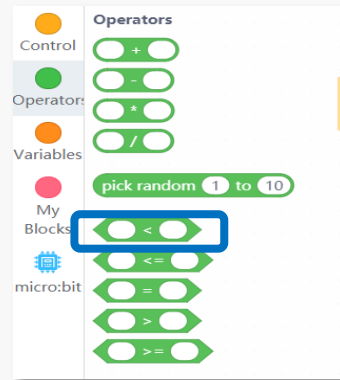 Control
Operators
Variables
My
Blocks
micro:bit
Operators
+
-
*
/
pick random 1 to 10
<
<=
=
>
>=